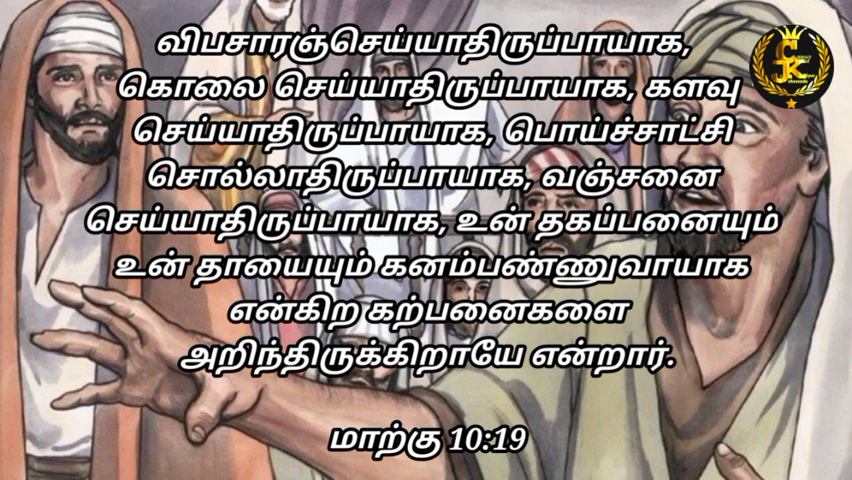 விபசாரஞ்செய்யாதிருப்பாயாக,
கொலை செய்யாதிருப்பாயாக, களவு
செய்யாதிருப்பாயாக, பொய்ச்சாட்சி
சொல்லாதிருப்பாயாக, வஞ்சனை
செய்யாதிருப்பாயாக, உன் தகப்பனையும்
உன் தாயையும் கனம்பண்ணுவாயாக
என்கிற கற்பனைகளை
அறிந்திருக்கிறாயே என்றார்.
மாற்கு 10:19